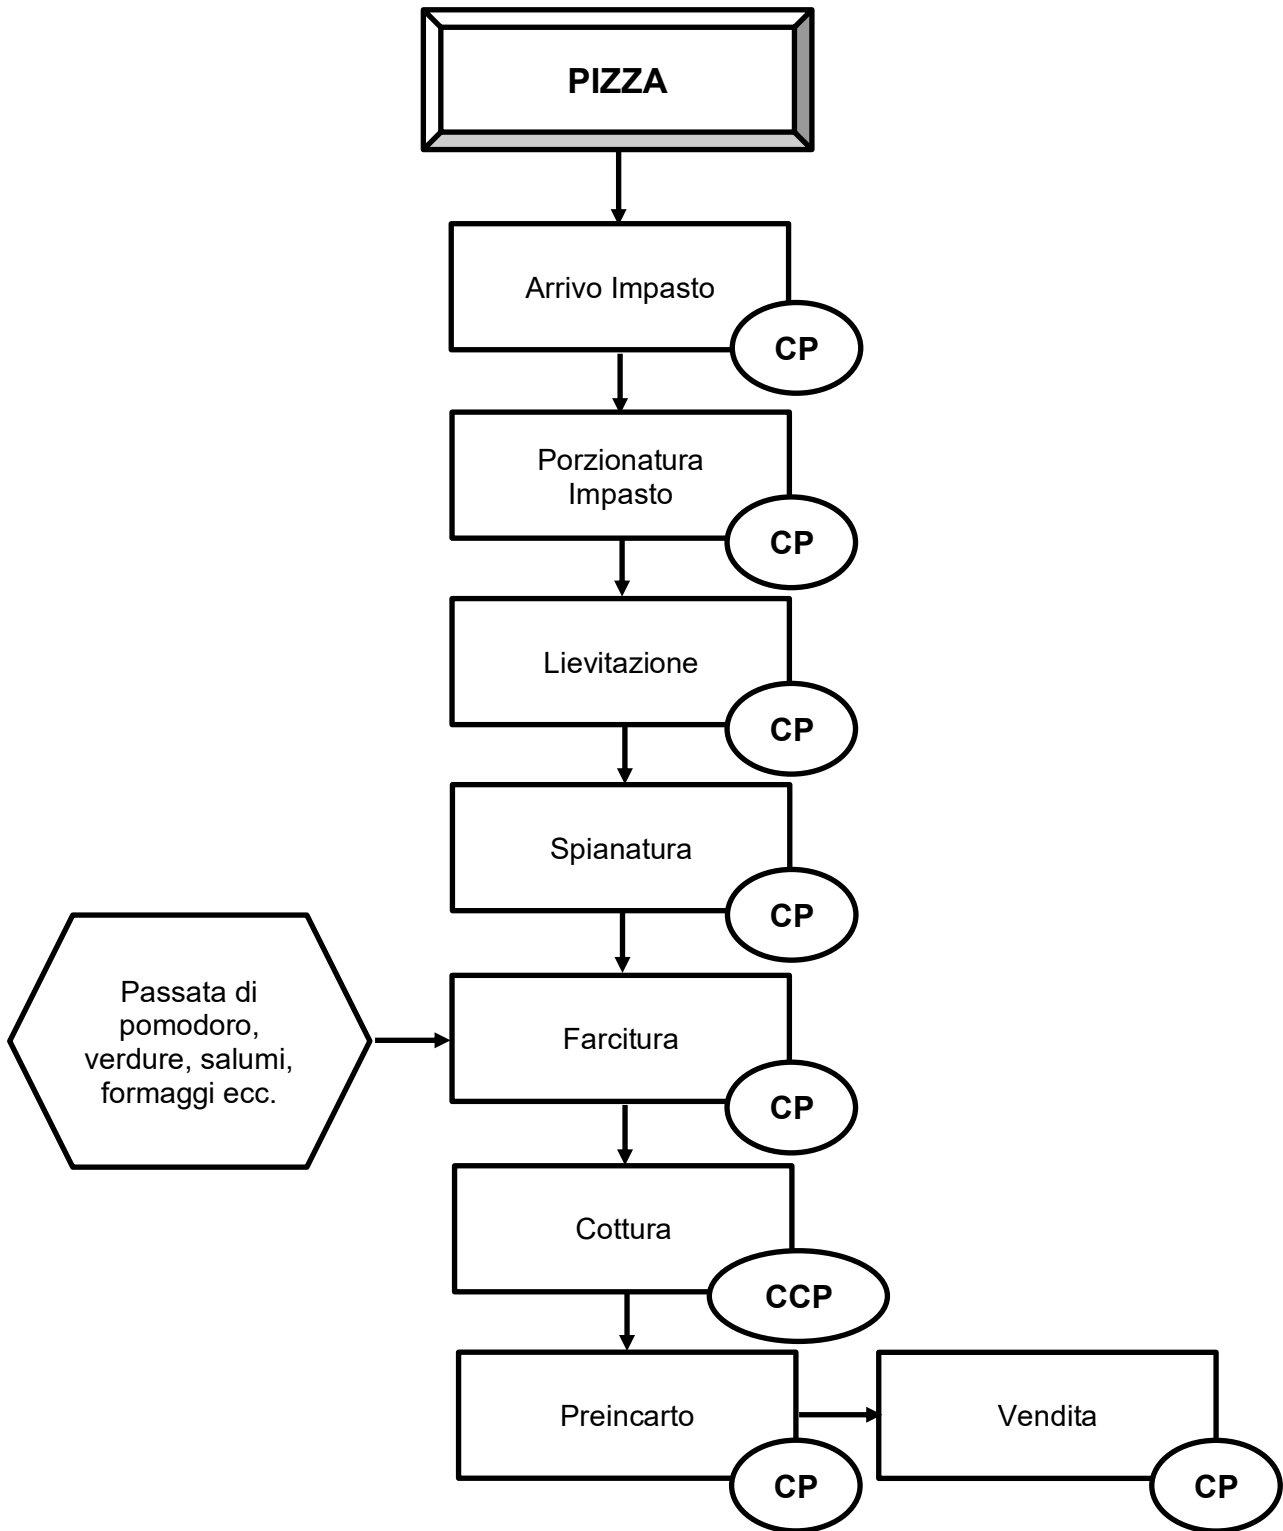 PIZZA
Arrivo Impasto
CP
Porzionatura
Impasto
CP
Lievitazione
CP
Spianatura
CP
Passata di
pomodoro,
verdure, salumi,
formaggi ecc.
Farcitura
CP
Cottura
CCP
Preincarto
CP
Vendita
CP